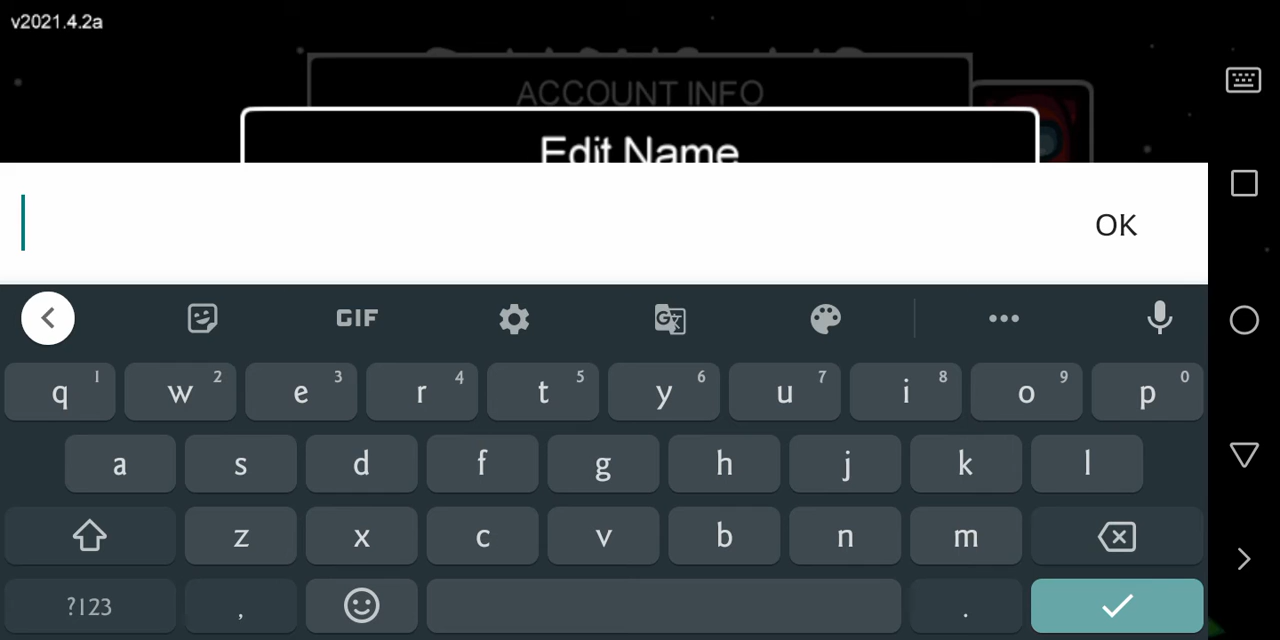 v2021.4.2a
ACCOUNT INFO
Edit Name
OK
GIF
q 1 w 2 e 3 r 4 t 5 y 6 u 7 i 8 o 9 p 0
a s d f g h j k l
z x c v b n m
?123 , .